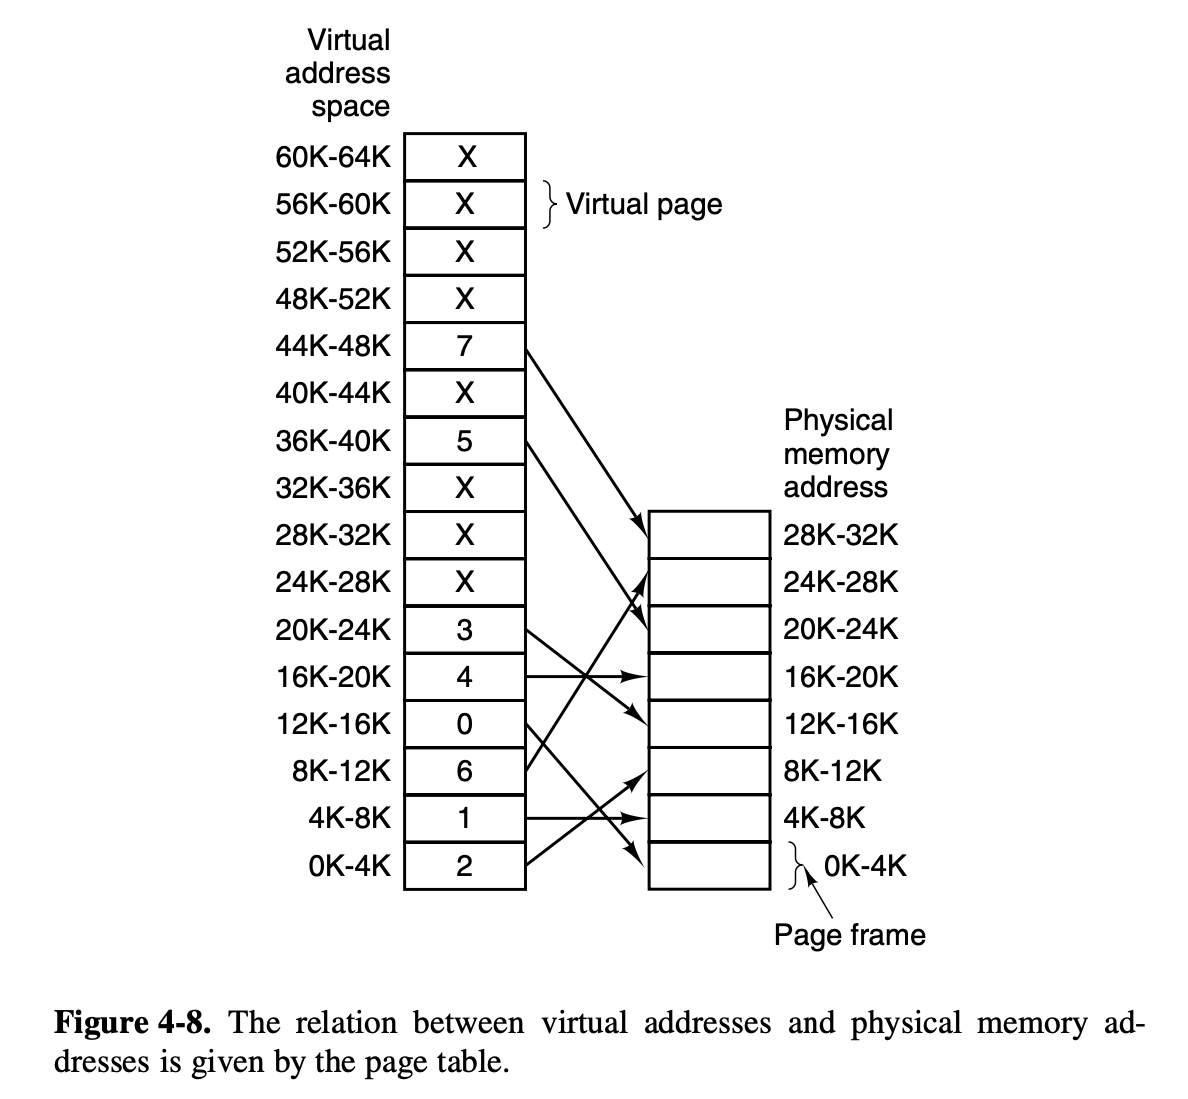 Virtual
address
space
60K-64K X
56K-60K X Virtual page
52K-56K X
48K-52K X
44K-48K 7
40K-44K X
36K-40K 5
32K-36K X
28K-32K X
24K-28K X
20K-24K 3
16K-20K 4
12K-16K 0
8K-12K 6
4K-8K 1
0K-4K 2
Physical
memory
address
28K-32K
24K-28K
20K-24K
16K-20K
12K-16K
8K-12K
4K-8K
0K-4K
Page frame
Figure 4-8. The relation between virtual addresses and physical memory ad-
dresses is given by the page table.